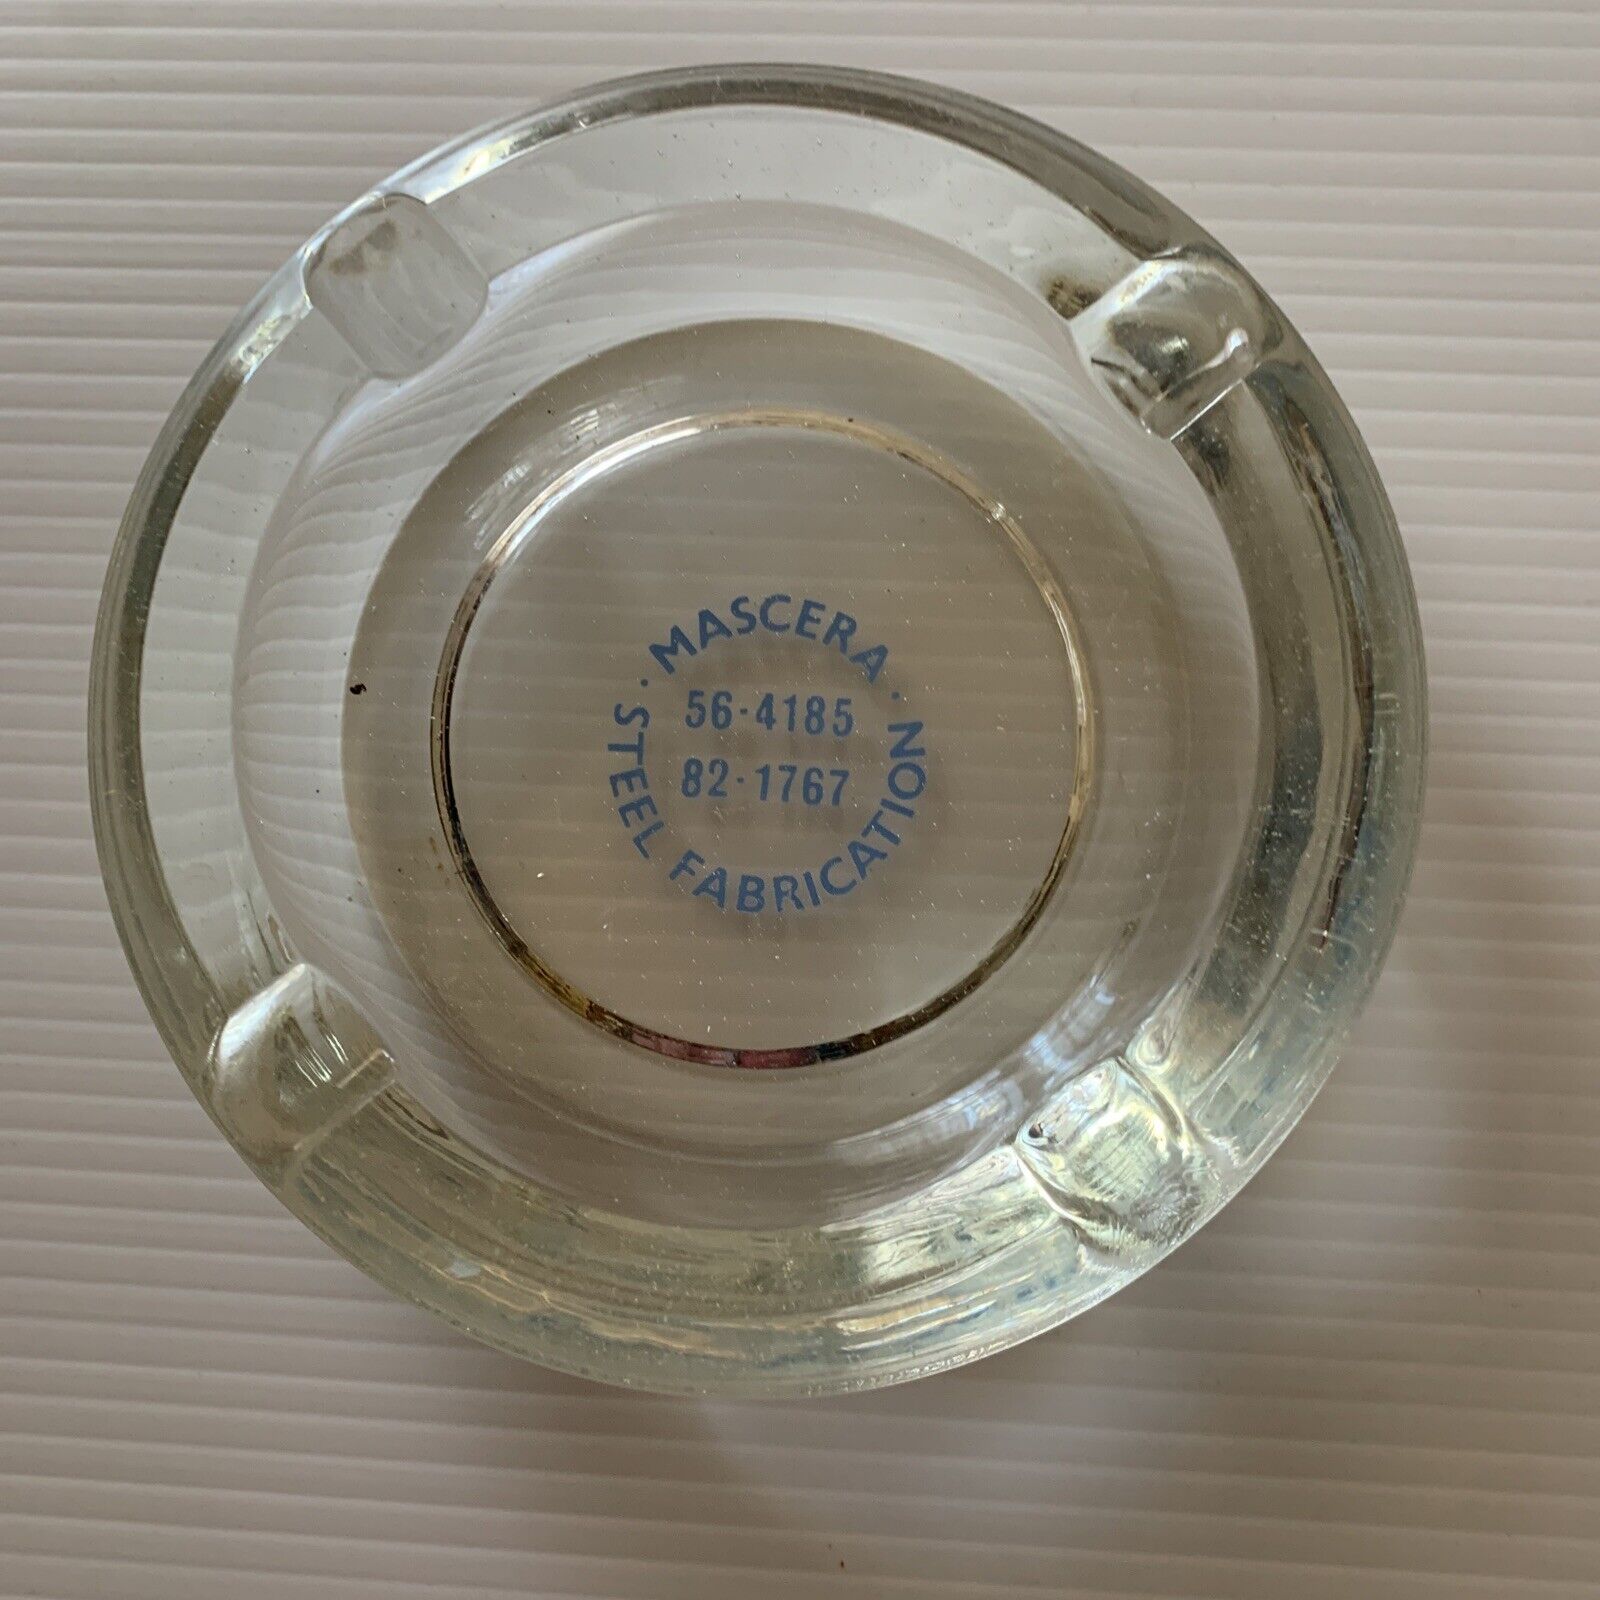 · MASCERA ·
56-4185
82-1767
STEEL FABRICATION